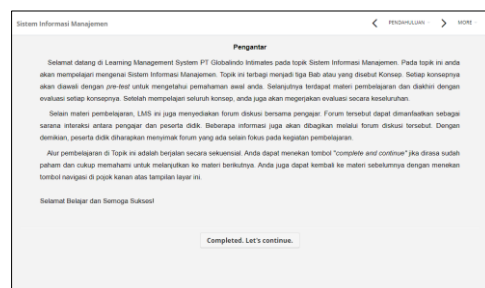 Sistem Informasi Manajemen
PENDAHULUAN
MORE
Pengantar
Selamat datang di Learning Management System PT Globalindo Intimates pada topik Sistem Informasi Manajemen. Pada topik ini anda
akan mempelajari mengenai Sistem Informasi Manajemen. Topik ini terbagi menjadi tiga Bab atau yang disebut Konsep. Setiap konsepnya
akan diawali dengan pre-test untuk mengetahui pemahaman awal anda. Selanjutnya terdapat materi pembelajaran dan diakhiri dengan
evaluasi setiap konsepnya. Setelah mempelajari seluruh konsep, anda juga akan megerjakan evaluasi secara keseluruhan.
Selain materi pembelajaran, LMS ini juga menyediakan forum diskusi bersama pengajar. Forum tersebut dapat dimanfaatkan sebagai
sarana interaksi antara pengajar dan peserta didik. Beberapa informasi juga akan dibagikan melalui forum diskusi tersebut. Dengan
demikian, peserta didik diharapkan menyimak forum yang ada selain fokus pada kegiatan pembelajaran.
Alur pembelajaran di Topik ini adalah berjalan secara sekuensial. Anda dapat menekan tombol "complete and continue" jika dirasa sudah
paham dan cukup memahami untuk melanjutkan ke materi berikutnya. Anda juga dapat kembali ke materi sebelumnya dengan menekan
tombol navigasi di pojok kanan atas tampilan layar ini.
Selamat Belajar dan Semoga Sukses!
Completed. Let's continue.